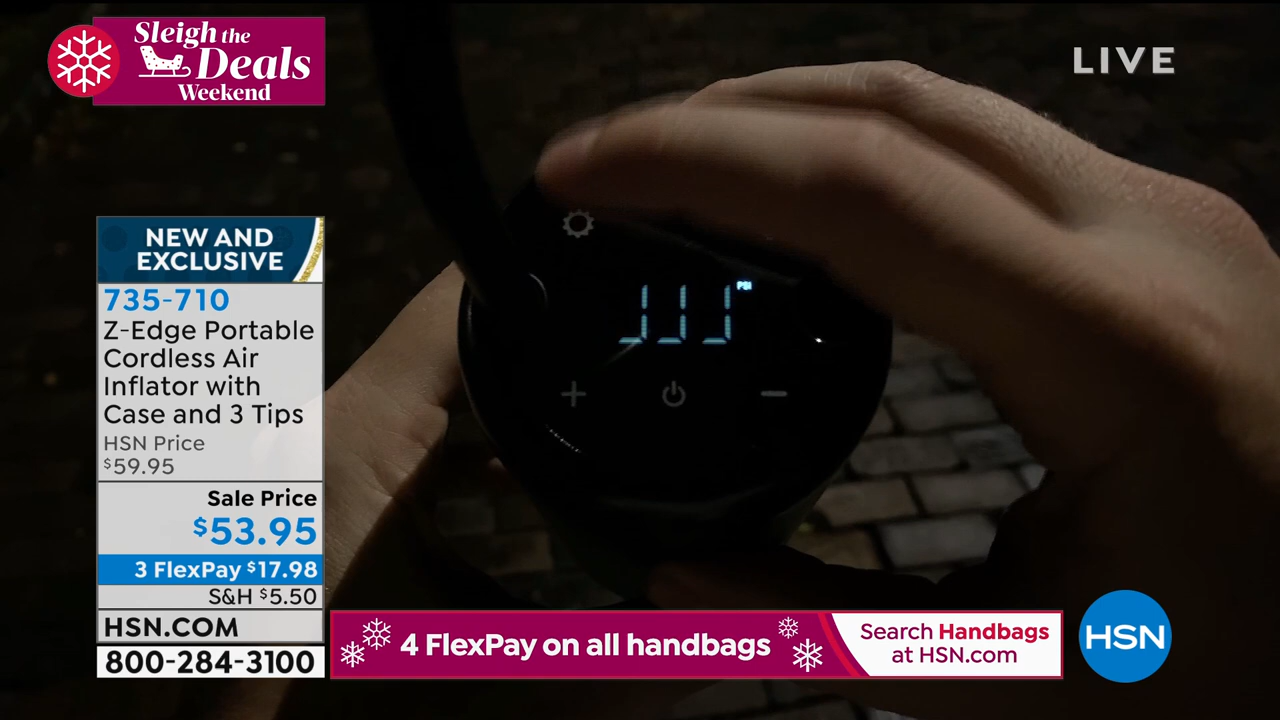 Sleigh the
Deals
Weekend
LIVE
NEW AND
EXCLUSIVE
735-710
Z-Edge Portable
Cordless Air
Inflator with
Case and 3 Tips
HSN Price
$59.95
Sale Price
$53.95
3 FlexPay $17.98
S&H $5.50
HSN.COM
800-284-3100
PSI
4 FlexPay on all handbags
Search Handbags
at HSN.com
HSN